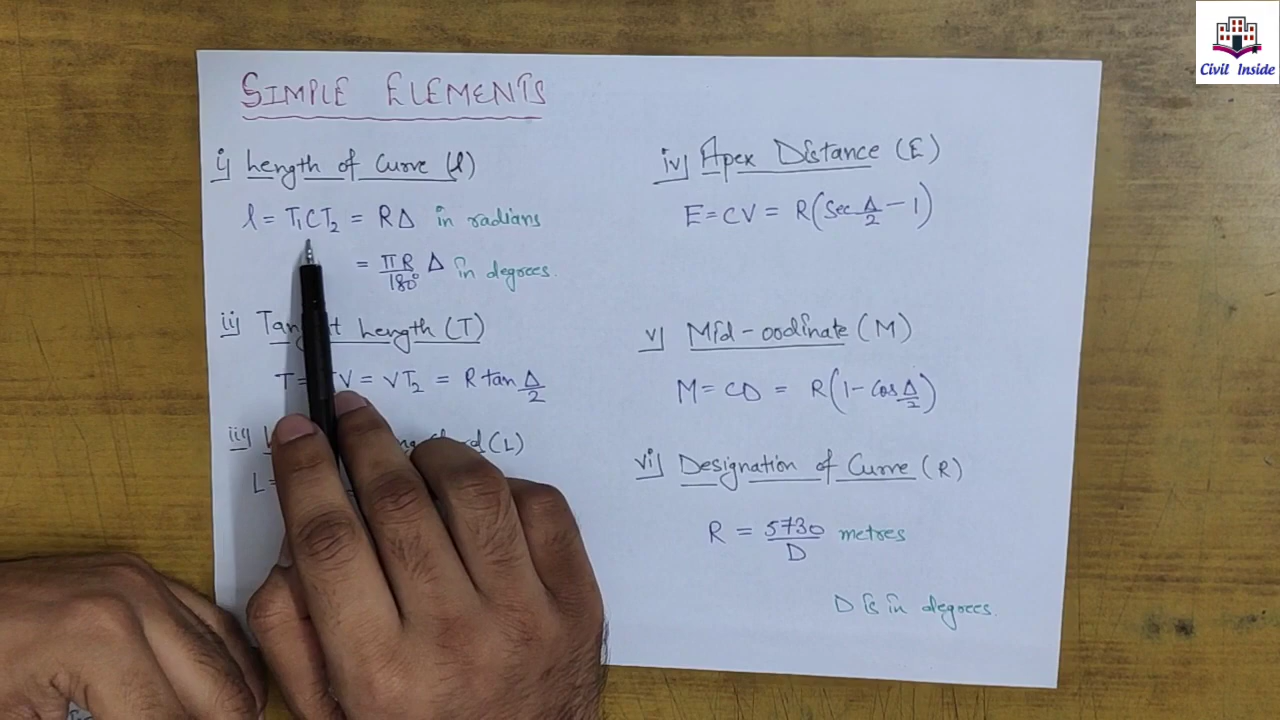 Civil Inside
SIMPLE ELEMENTS
i) Length of Curve (l)
l = T₁CT₂ = RΔ in radians
= πR/180° Δ in degrees.
ii) Length (T)
T = V = VT₂ = R tan Δ/2
iii) (L)
L =
iv) Apex Distance (E)
E = CV = R(Sec Δ/2 - 1)
v) Mid-oodinate (M)
M = CD = R(1 - Cos Δ/2)
vi) Designation of Curve (R)
R = 5730/D metres
D is in degrees.